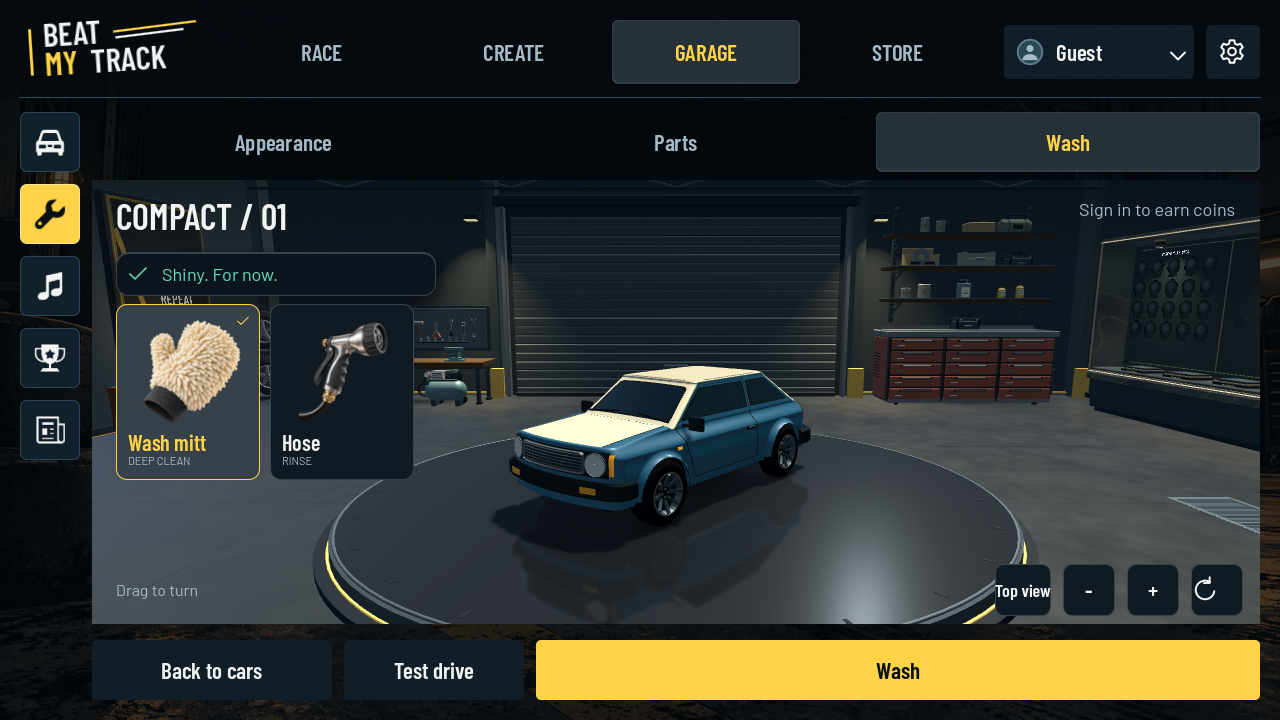 BEAT
MY TRACK
RACE
CREATE
GARAGE
STORE
Guest
Appearance
Parts
Wash
COMPACT / 01
Sign in to earn coins
Shiny. For now.
REPEAT
Wash mitt
DEEP CLEAN
Hose
RINSE
Drag to turn
Top view
-
+
Back to cars
Test drive
Wash